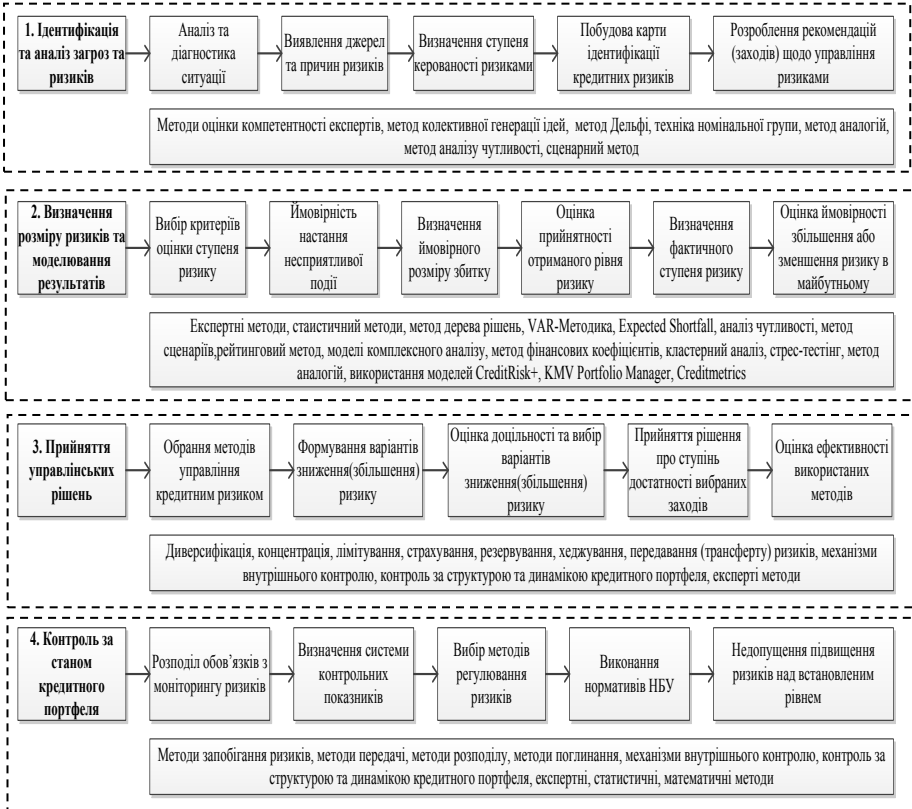 1. Ідентифікація
та аналіз загроз та
ризиків
Аналіз та
діагностика
ситуації
Виявлення джерел
та причин ризиків
Визначення ступеня
керованості ризиками
Побудова карти
ідентифікації
кредитних ризиків
Розроблення рекомендацій
(заходів) щодо управління
ризиками
Методи оцінки компетентності експертів, метод колективної генерації ідей, метод Дельфі, техніка номінальної групи, метод аналогій,
метод аналізу чутливості, сценарний метод
2. Визначення
розміру ризиків та
моделювання
результатів
Вибір критеріїв
оцінки ступеня
ризику
Ймовірність
настання
несприятливої
події
Визначення
ймовірного
розміру збитку
Оцінка
прийнятності
отриманого рівня
ризику
Визначення
фактичного
ступеня ризику
Оцінка ймовірності
збільшення або
зменшення ризику в
майбутньому
Експертні методи, стаистичний методи, метод дерева рішень, VAR-Методика, Expected Shortfall, аналіз чутливості, метод
сценаріїв,рейтинговий метод, моделі комплексного аналізу, метод фінансових коефіцієнтів, кластерний аналіз, стрес-тестінг, метод
аналогій, використання моделей CreditRisk+, KMV Portfolio Manager, Creditmetrics
3. Прийняття
управлінських
рішень
Обрання методів
управління
кредитним ризиком
Формування варіантів
зниження(збільшення)
ризику
Оцінка доцільності та вибір
варіантів
зниження(збільшення)
ризику
Прийняття рішення
про ступінь
достатності вибраних
заходів
Оцінка ефективності
використаних
методів
Диверсифікація, концентрація, лімітування, страхування, резервування, хеджування, передавання (трансферту) ризиків, механізми
внутрішнього контролю, контроль за структурою та динамікою кредитного портфеля, експерті методи
4. Контроль за
станом
кредитного
портфеля
Розподіл обов’язків з
моніторингу ризиків
Визначення системи
контрольних
показників
Вибір методів
регулювання
ризиків
Виконання
нормативів НБУ
Недопущення підвищення
ризиків над встановленим
рівнем
Методи запобігання ризиків, методи передачі, методи розподілу, методи поглинання, механізми внутрішнього контролю, контроль за
структурою та динамікою кредитного портфеля, експертні, статистичні, математичні методи